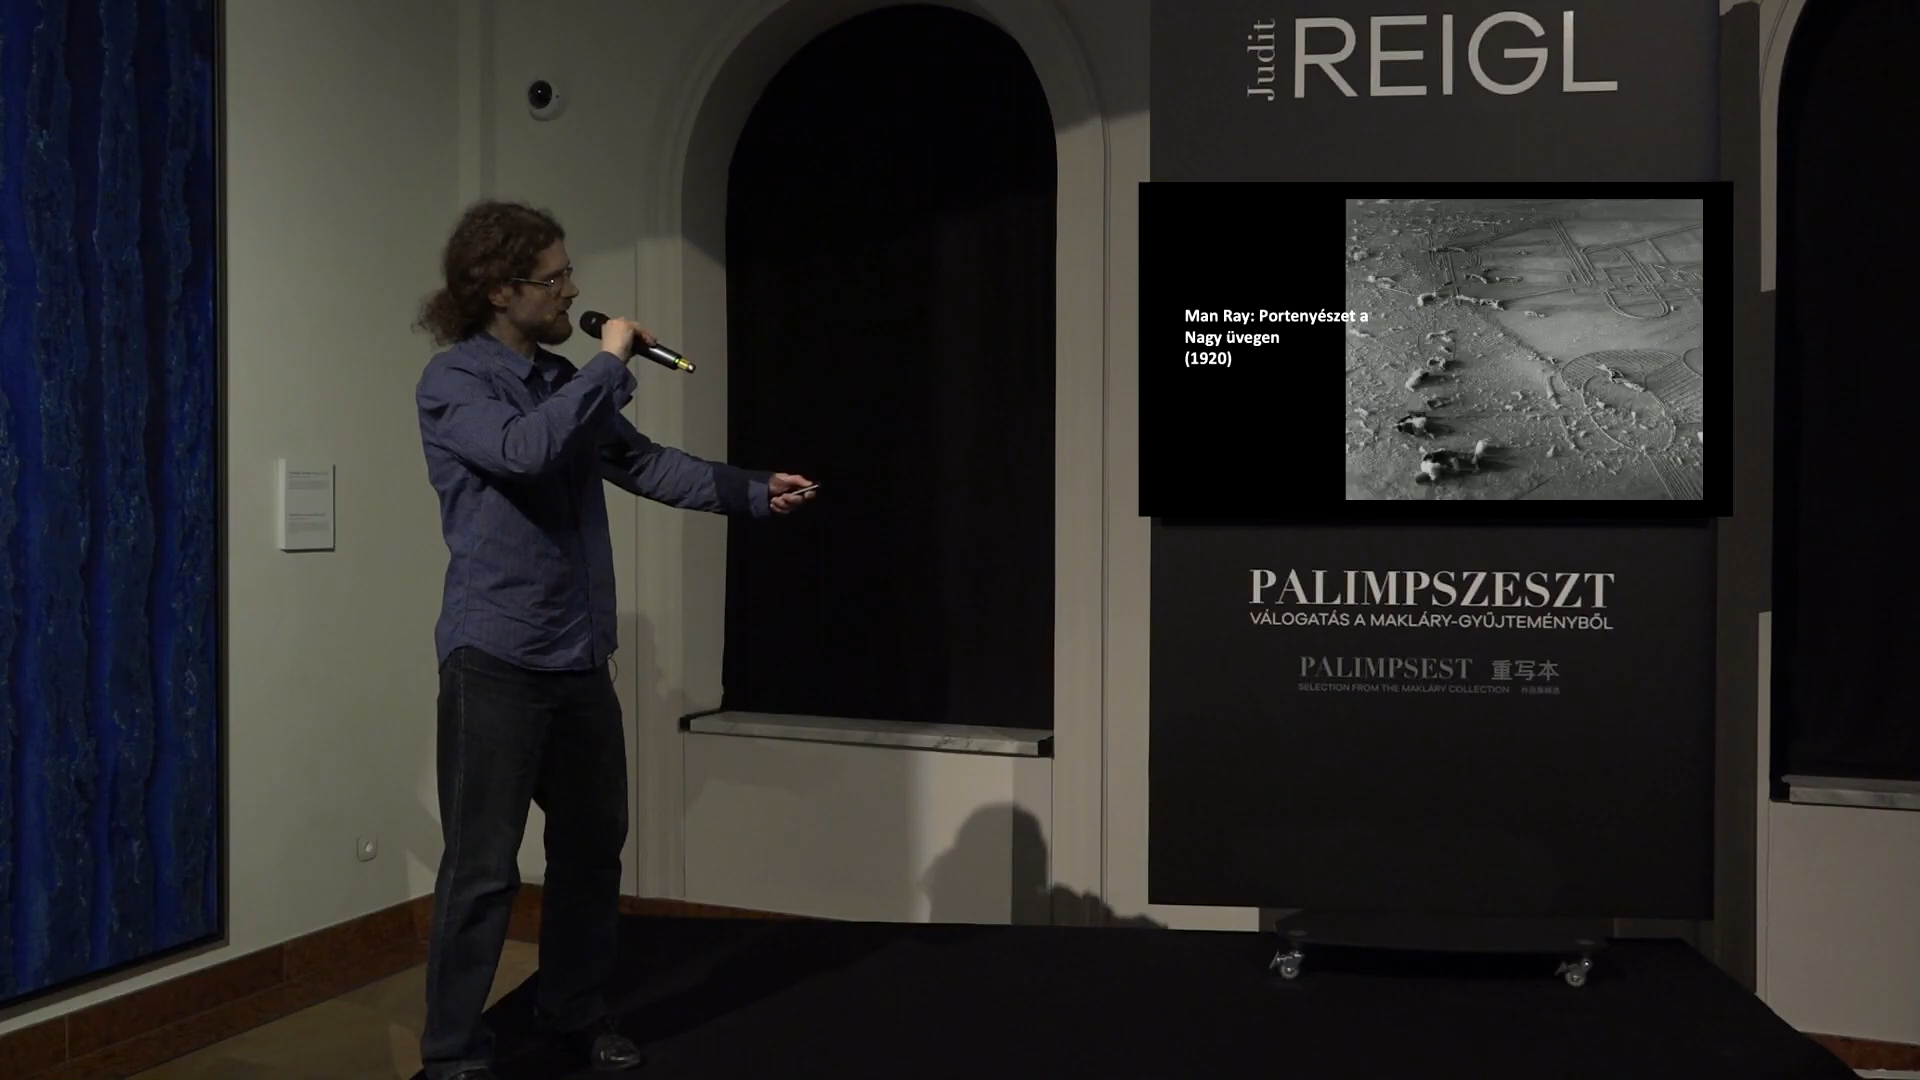 Judit
REIGL
Man Ray: Portenyészet a
Nagy üvegen
(1920)
PALIMPSZESZT
VÁLOGATÁS A MAKLÁRY-GYŰJTEMÉNYBŐL
PALIMPSEST 重写本
SELECTION FROM THE MAKLÁRY COLLECTION